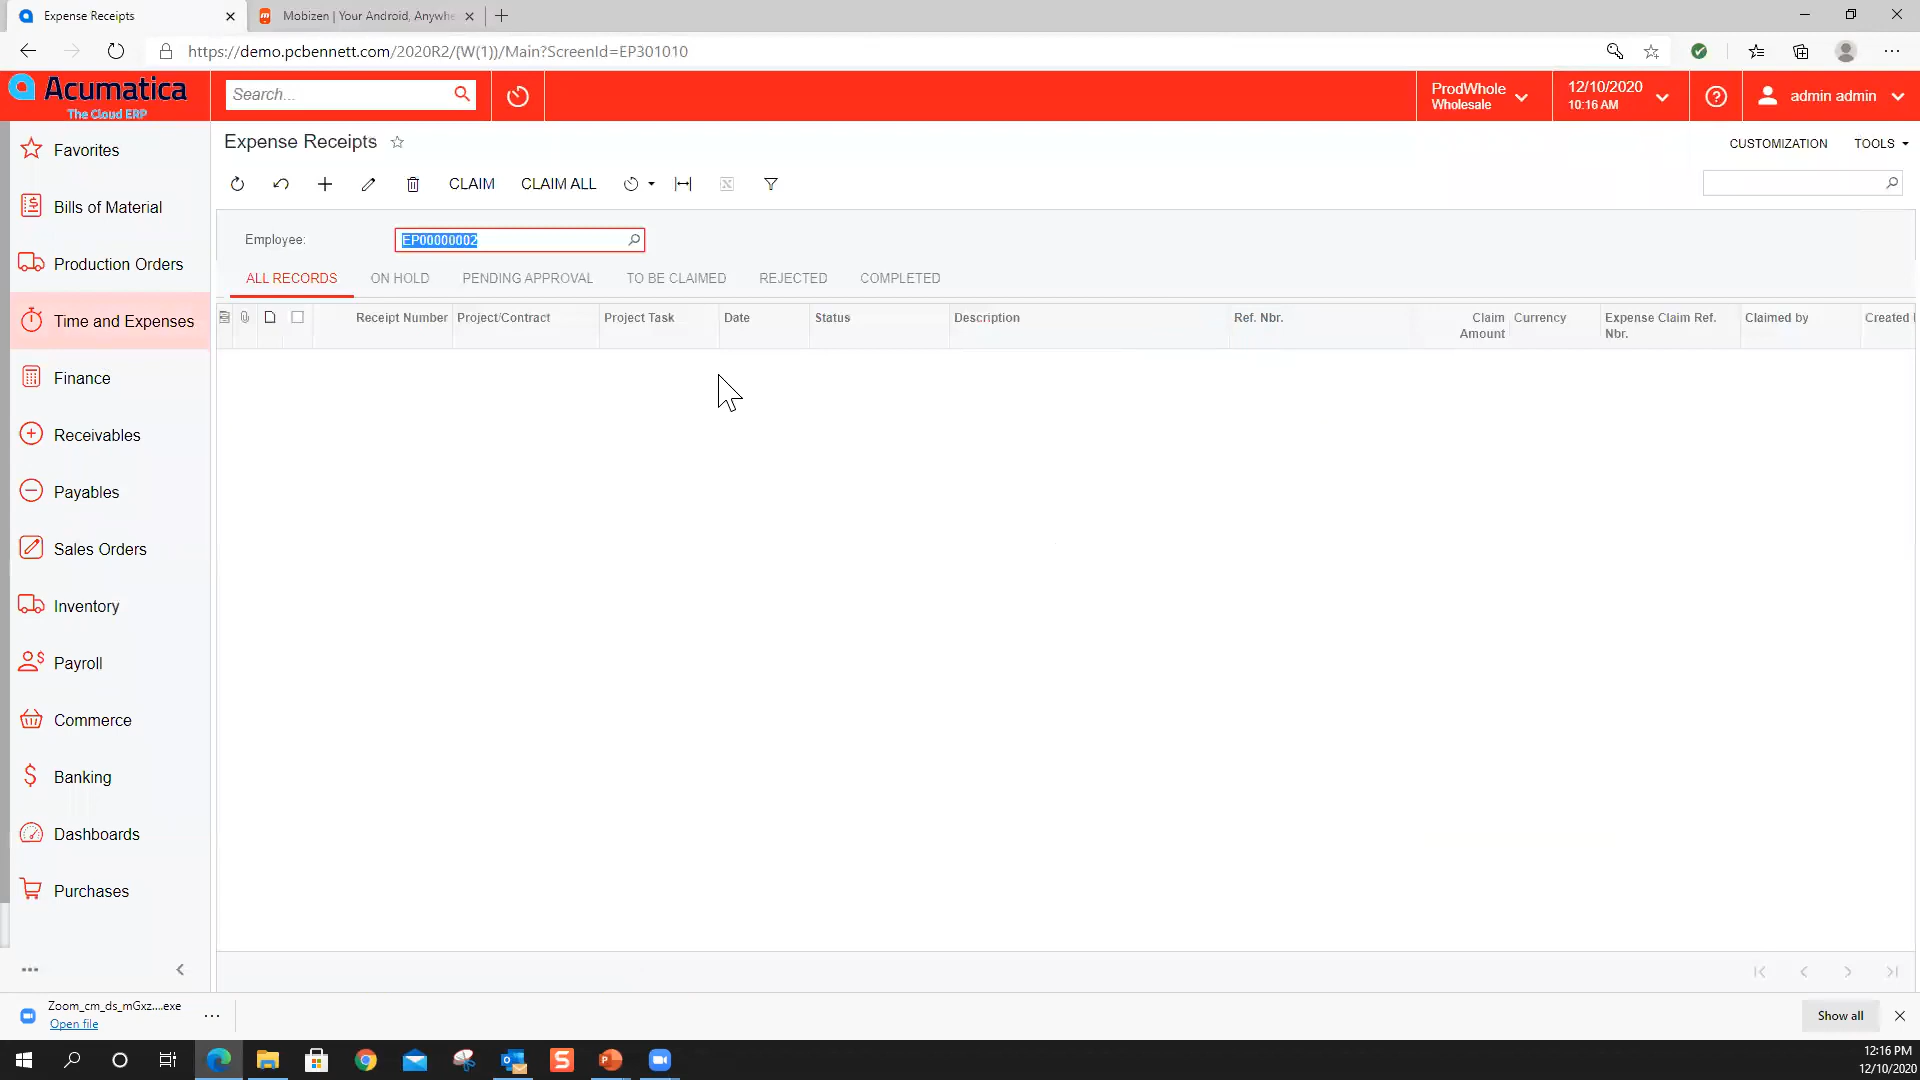 Expense Receipts
Mobizen | Your Android, Anywhe
https://demo.pcbennett.com/2020R2/(W(1))/Main?ScreenId=EP301010
Acumatica
The Cloud ERP
Search...
ProdWhole
Wholesale
12/10/2020
10:16 AM
admin admin
Favorites
Bills of Material
Production Orders
Time and Expenses
Finance
Receivables
Payables
Sales Orders
Inventory
Payroll
Commerce
Banking
Dashboards
Purchases
Expense Receipts
CUSTOMIZATION TOOLS
CLAIM CLAIM ALL
Employee: EP00000002
ALL RECORDS ON HOLD PENDING APPROVAL TO BE CLAIMED REJECTED COMPLETED
Receipt Number Project/Contract Project Task Date Status Description Ref. Nbr. Claim Amount Currency Expense Claim Ref. Nbr. Claimed by Created
Zoom_cm_ds_mGxz....exe
Open file
Show all
12:16 PM
12/10/2020